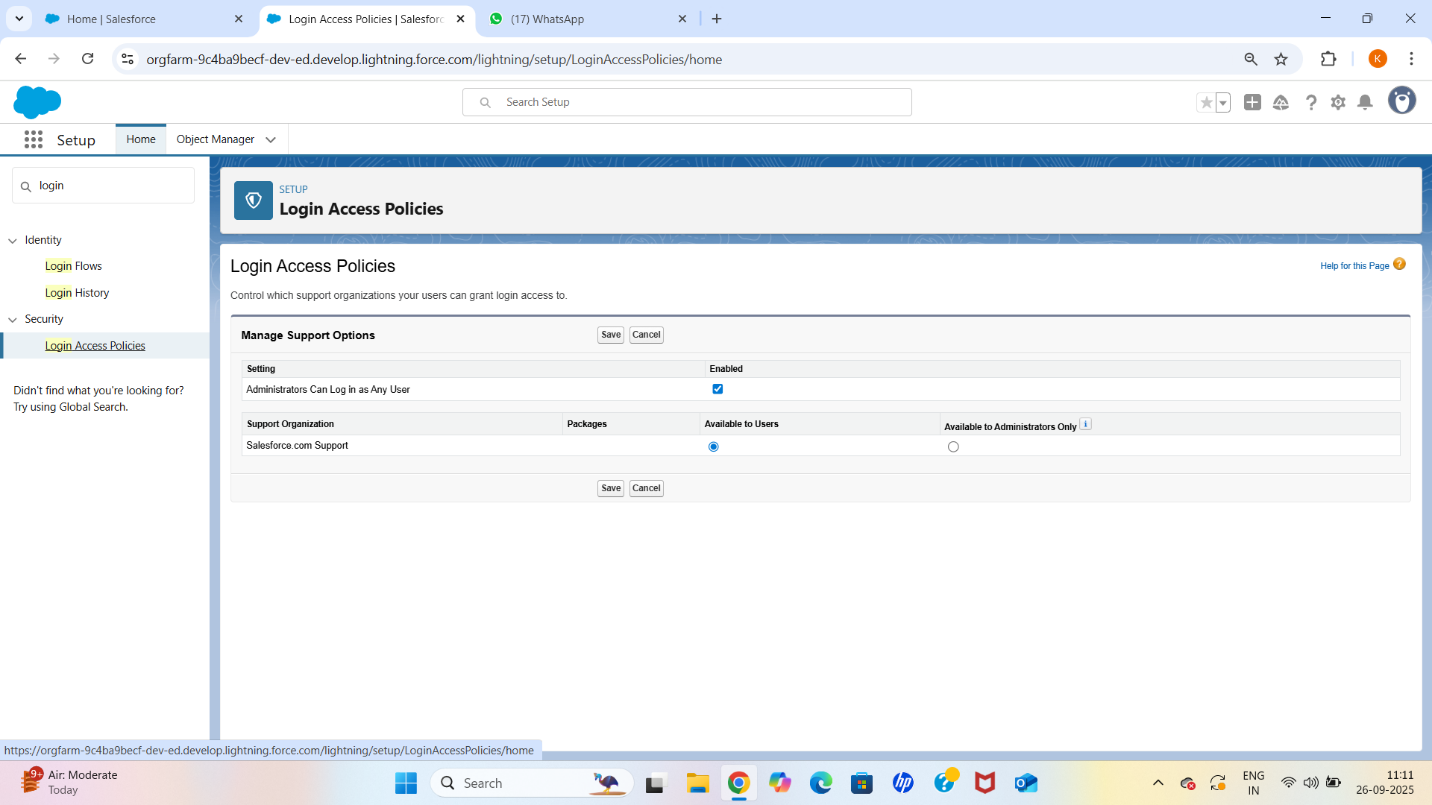 Home | Salesforce
Login Access Policies | Salesforc
(17) WhatsApp
orgfarm-9c4ba9becf-dev-ed.develop.lightning.force.com/lightning/setup/LoginAccessPolicies/home
K
Search Setup
Setup
Home
Object Manager
login
Identity
Login Flows
Login History
Security
Login Access Policies
Didn't find what you're looking for?
Try using Global Search.
SETUP
Login Access Policies
Login Access Policies
Help for this Page ?
Control which support organizations your users can grant login access to.
Manage Support Options
Save Cancel
Setting Enabled
Administrators Can Log in as Any User
Support Organization Packages Available to Users Available to Administrators Only i
Salesforce.com Support
Save Cancel
https://orgfarm-9c4ba9becf-dev-ed.develop.lightning.force.com/lightning/setup/LoginAccessPolicies/home
9+
Air: Moderate
Today
Search
ENG
IN
11:11
26-09-2025